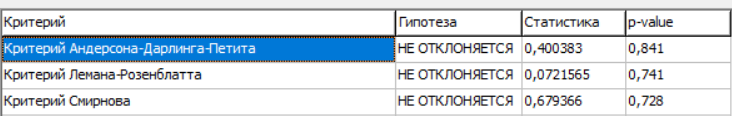 Критерий Гипотеза Статистика p-value
Критерий Андерсона-Дарлинга-Петита НЕ ОТКЛОНЯЕТСЯ 0,400383 0,841
Критерий Лемана-Розенблатта НЕ ОТКЛОНЯЕТСЯ 0,0721565 0,741
Критерий Смирнова НЕ ОТКЛОНЯЕТСЯ 0,679366 0,728